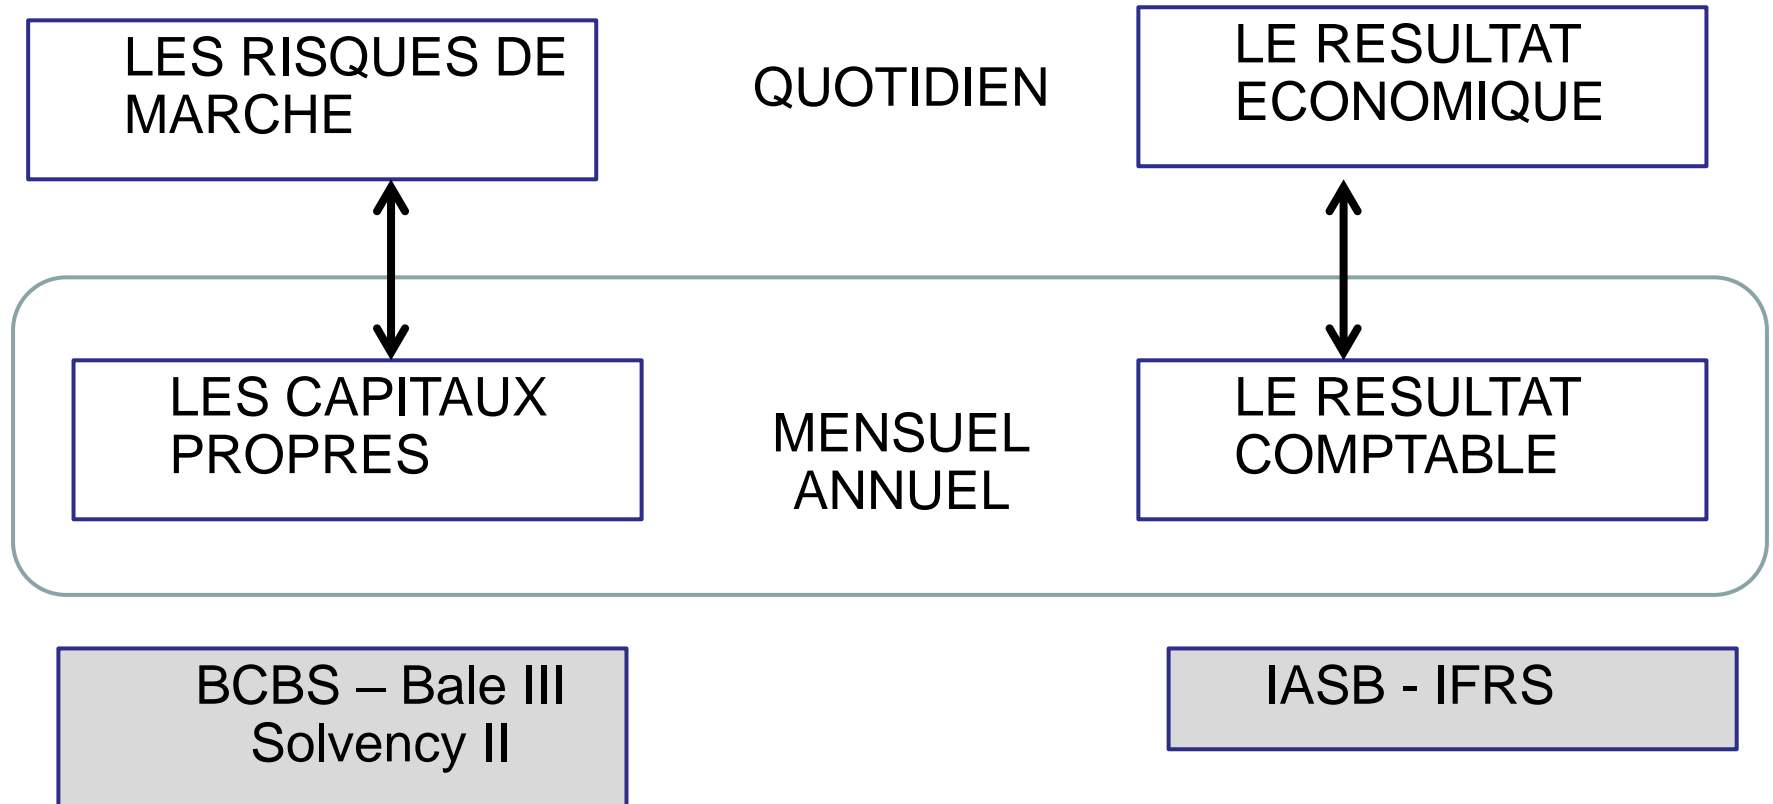 LES RISQUES DE
MARCHE
QUOTIDIEN
LE RESULTAT
ECONOMIQUE
LES CAPITAUX
PROPRES
MENSUEL
ANNUEL
LE RESULTAT
COMPTABLE
BCBS – Bale III
Solvency II
IASB - IFRS